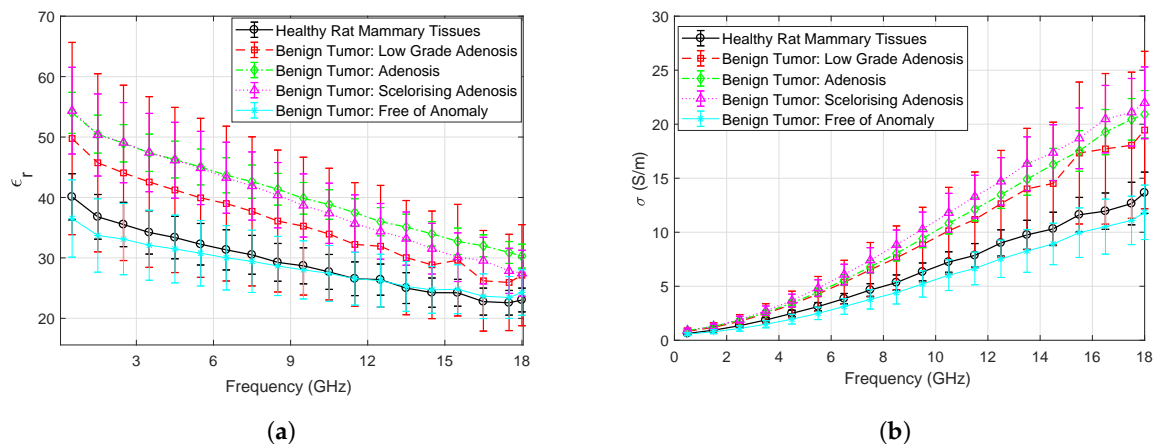 70
60
50
40
30
20
ϵr
3
6
9
12
15
18
Frequency (GHz)
Healthy Rat Mammary Tissues
Benign Tumor: Low Grade Adenosis
Benign Tumor: Adenosis
Benign Tumor: Scelorising Adenosis
Benign Tumor: Free of Anomaly
(a)
30
25
20
15
10
5
0
σ (S/m)
0
2
4
6
8
10
12
14
16
18
Frequency (GHz)
Healthy Rat Mammary Tissues
Benign Tumor: Low Grade Adenosis
Benign Tumor: Adenosis
Benign Tumor: Scelorising Adenosis
Benign Tumor: Free of Anomaly
(b)